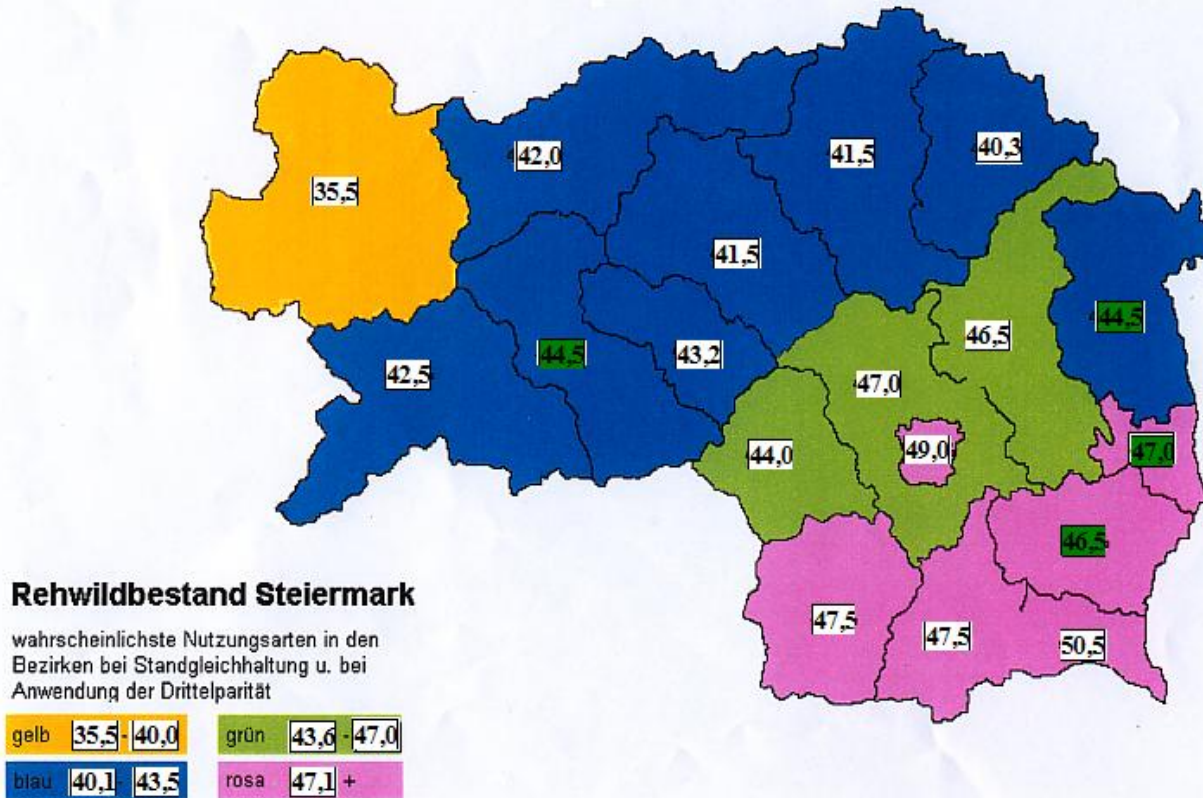 42,0
41,5
40,3
35,5
41,5
44,5
46,5
44,5
43,2
42,5
47,0
44,0
49,0
47,0
46,5
47,5
47,5
50,5
Rehwildbestand Steiermark
wahrscheinlichste Nutzungsarten in den
Bezirken bei Standgleichhaltung u. bei
Anwendung der Drittelparität
gelb 35,5 - 40,0
grün 43,6 - 47,0
blau 40,1 - 43,5
rosa 47,1 +